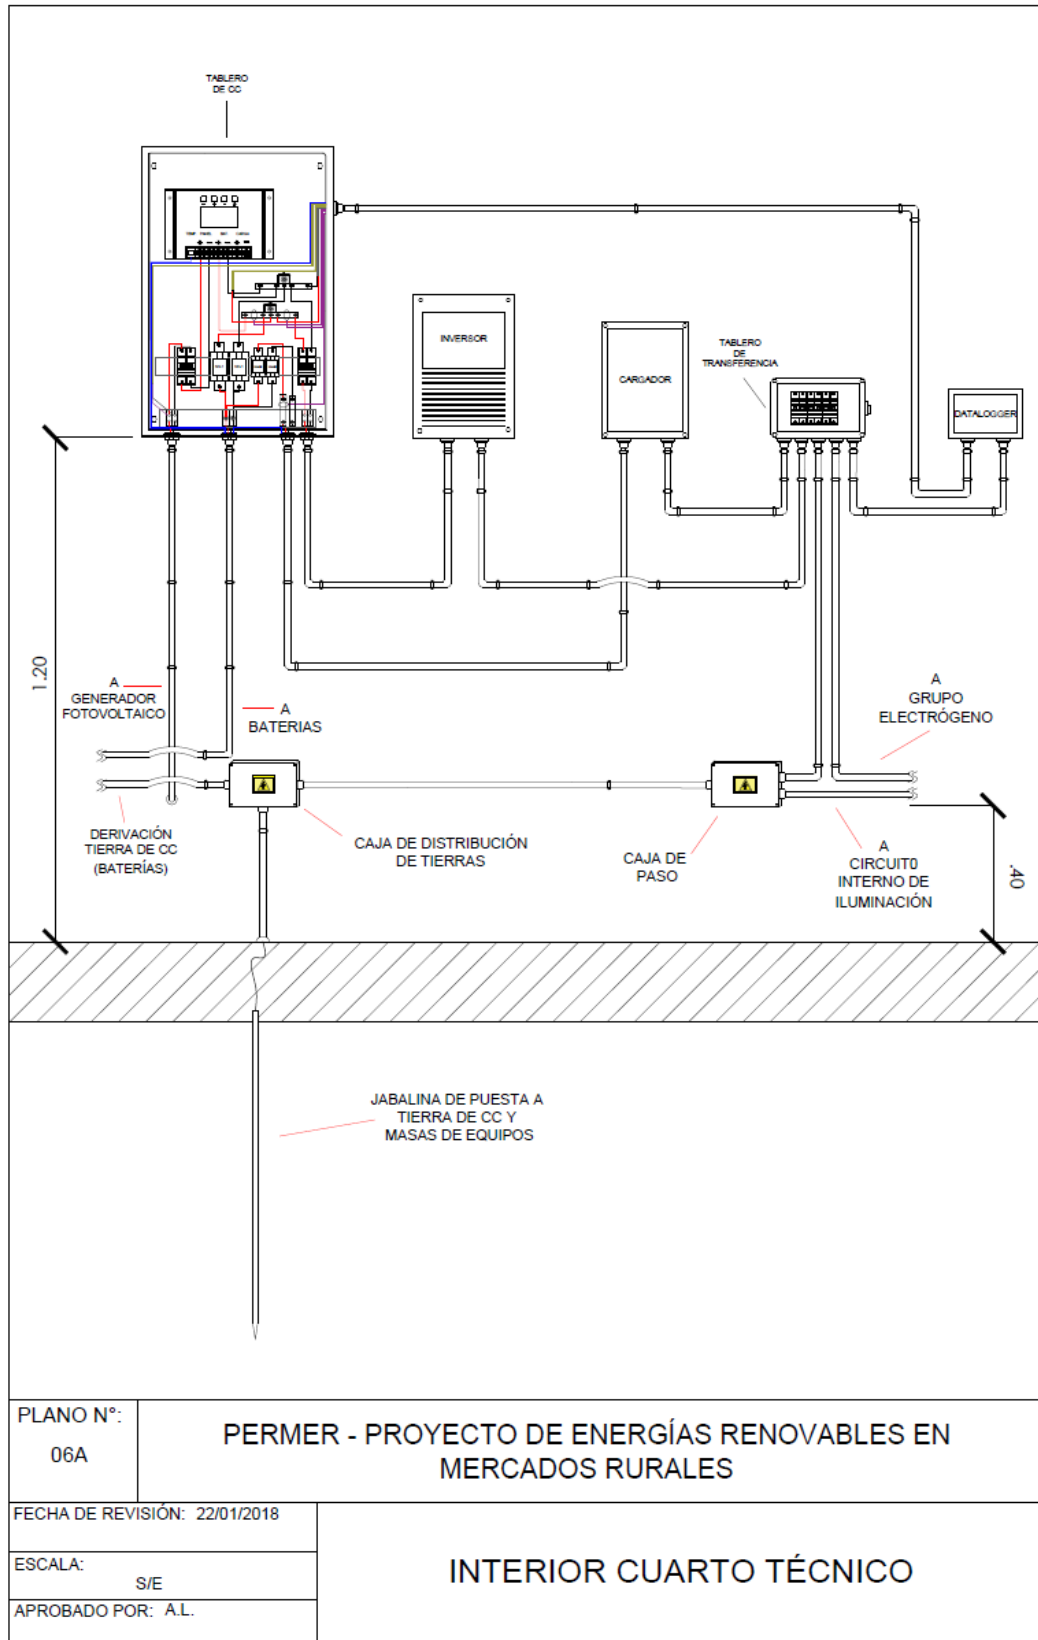 TABLERO
DE CC
INVERSOR
CARGADOR
TABLERO
DE
TRANSFERENCIA
DATALOGGER
1.20
A
GENERADOR
FOTOVOLTAICO
A
BATERIAS
A
GRUPO
ELECTRÓGENO
DERIVACIÓN
TIERRA DE CC
(BATERÍAS)
CAJA DE DISTRIBUCIÓN
DE TIERRAS
CAJA DE
PASO
A
CIRCUIT0
INTERNO DE
ILUMINACIÓN
.40
JABALINA DE PUESTA A
TIERRA DE CC Y
MASAS DE EQUIPOS
PLANO N°:
06A
PERMER - PROYECTO DE ENERGÍAS RENOVABLES EN
MERCADOS RURALES
FECHA DE REVISIÓN: 22/01/2018
ESCALA:
S/E
APROBADO POR: A.L.
INTERIOR CUARTO TÉCNICO